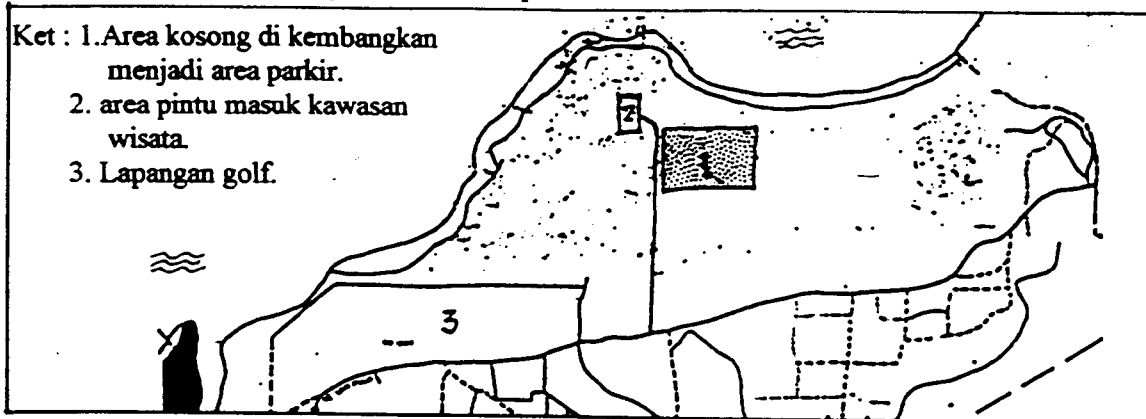 Ket : 1.Area kosong di kembangkan
menjadi area parkir.
2. area pintu masuk kawasan
wisata.
3. Lapangan golf.
2
1
3